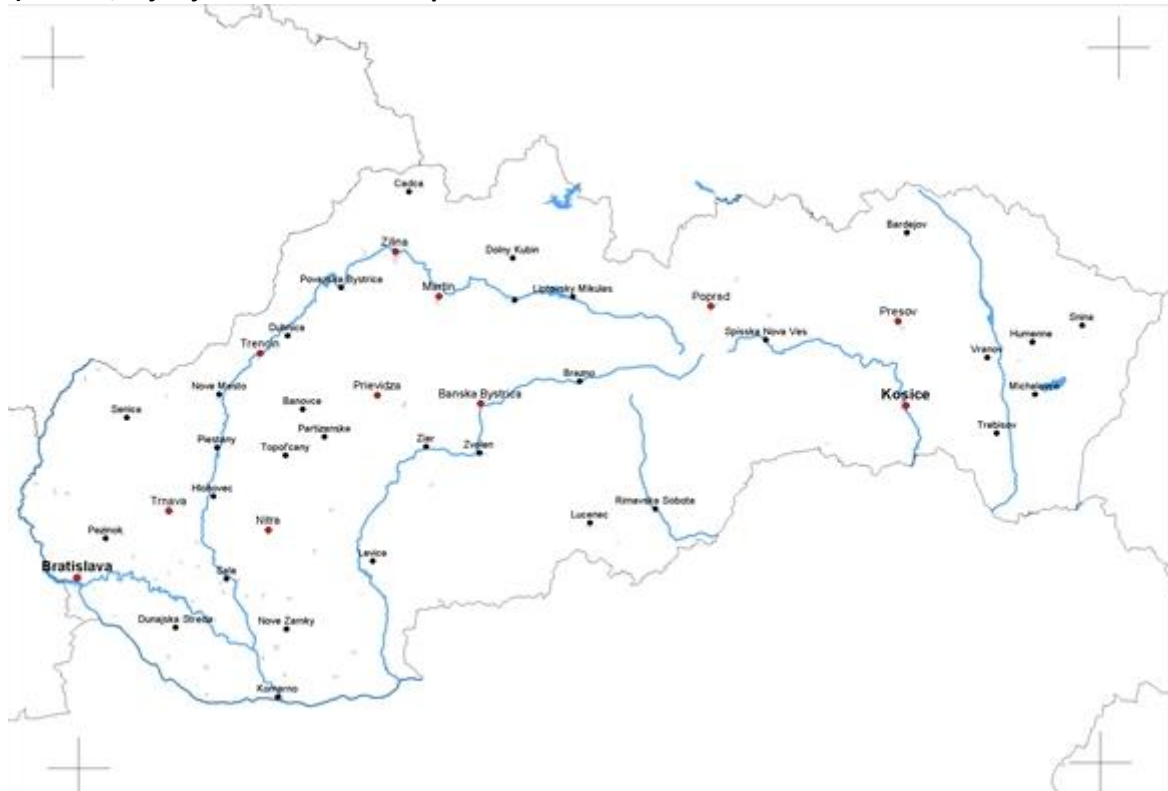 Cadca
Bardejov
Zilina
Dolny Kubin
Povazska Bystrica
Martin
Liptovsky Mikulas
Poprad
Presov
Snina
Dubnica
Spisska Nova Ves
Humenne
Trencin
Vranov
Brezno
Nove Mesto
Prievidza
Banska Bystrica
Kosice
Michalovce
Senica
Banovce
Partizanske
Trebisov
Piestany
Topol'cany
Ziar
Zvolen
Hlohovec
Trnava
Rimavska Sobota
Nitra
Lucenec
Pezinok
Levice
Bratislava
Sala
Dunajska Streda
Nove Zamky
Komarno